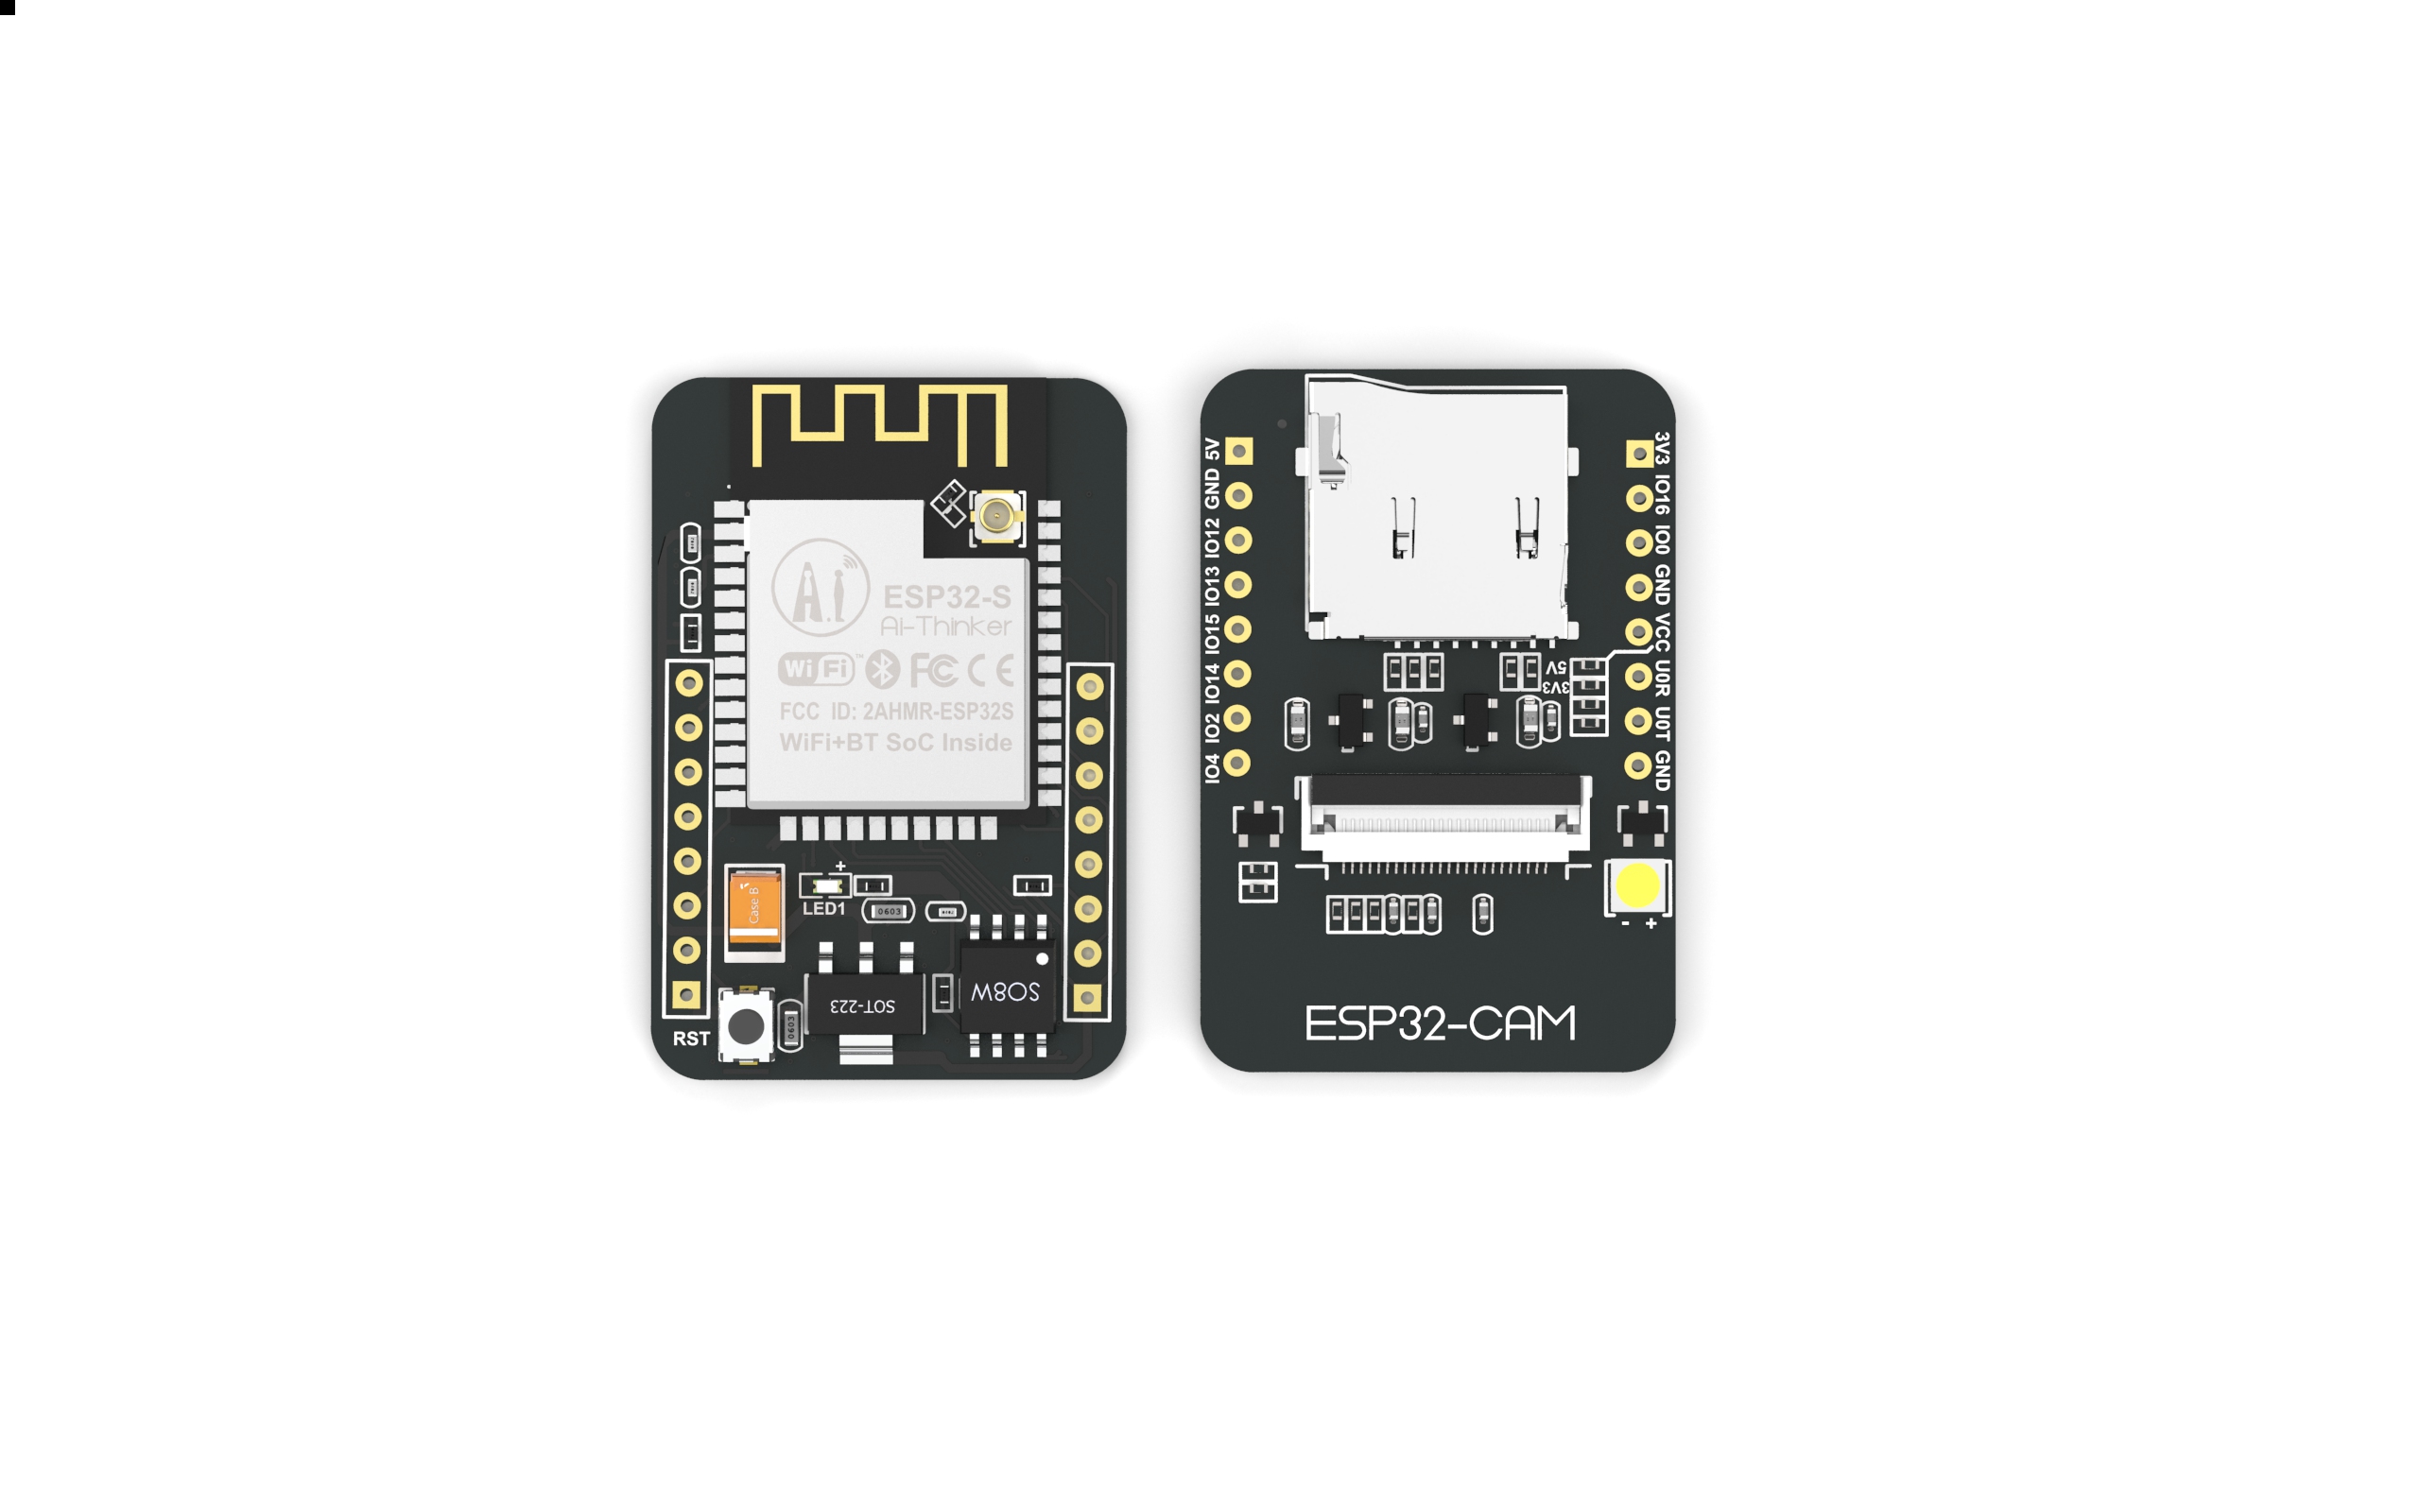 Ai
ESP32-S
AI-Thinker
WiFi™ FC CE
FCC ID: 2AHMR-ESP32S
WiFi+BT SoC Inside
Case B
+
LED1
0603
SOT-223
SO8W
0603
RST
5V
GND
IO12
IO13
IO15
IO14
IO2
IO4
3V3
IO16
IO0
GND
VCC
U0R
U0T
GND
5V
3V3
- +
ESP32-CAM